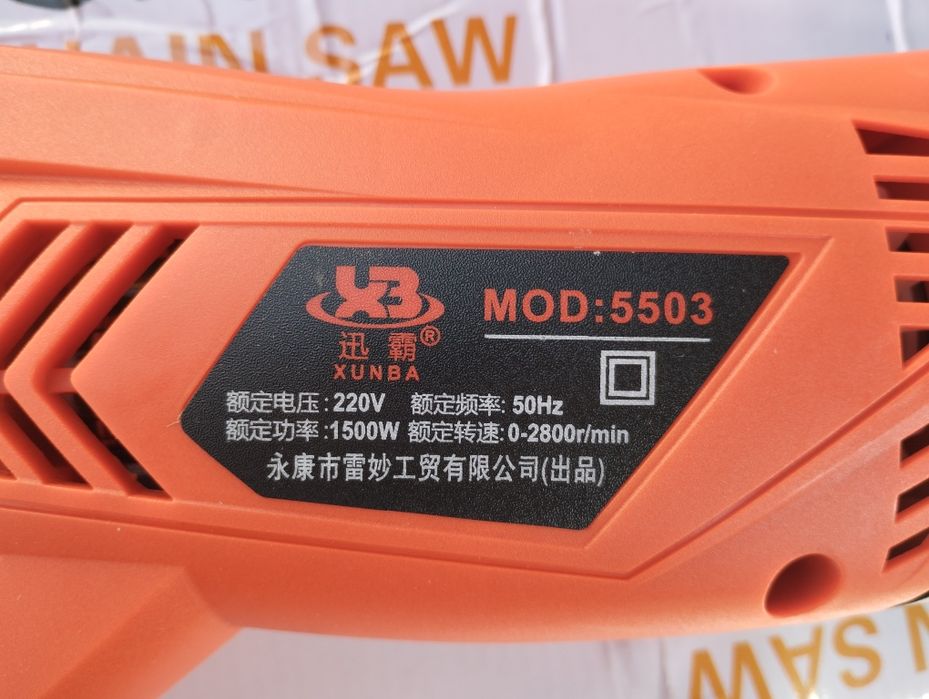 CHAIN SAW
XB
迅霸®
XUNBA
MOD:5503
额定电压:220V 额定频率:50Hz
额定功率:1500W 额定转速:0-2800r/min
永康市雷妙工贸有限公司(出品)
SAW